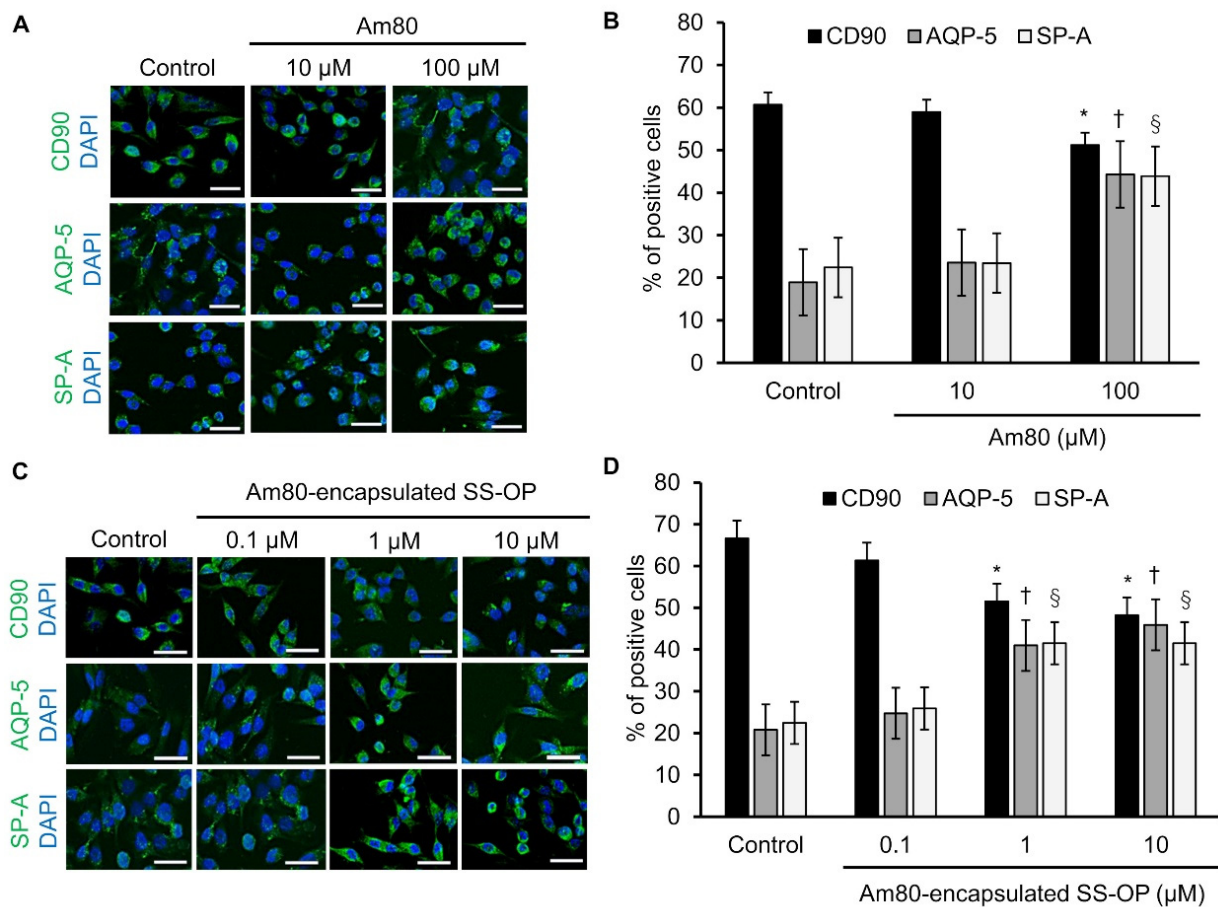 A
Am80
Control 10 µM 100 µM
CD90
DAPI
AQP-5
DAPI
SP-A
DAPI
B
80
70
60
50
40
30
20
10
0
% of positive cells
CD90 AQP-5 SP-A
* † §
Control 10 100
Am80 (µM)
C
Am80-encapsulated SS-OP
Control 0.1 µM 1 µM 10 µM
CD90
DAPI
AQP-5
DAPI
SP-A
DAPI
D
80
70
60
50
40
30
20
10
0
% of positive cells
CD90 AQP-5 SP-A
* † § * † §
Control 0.1 1 10
Am80-encapsulated SS-OP (µM)